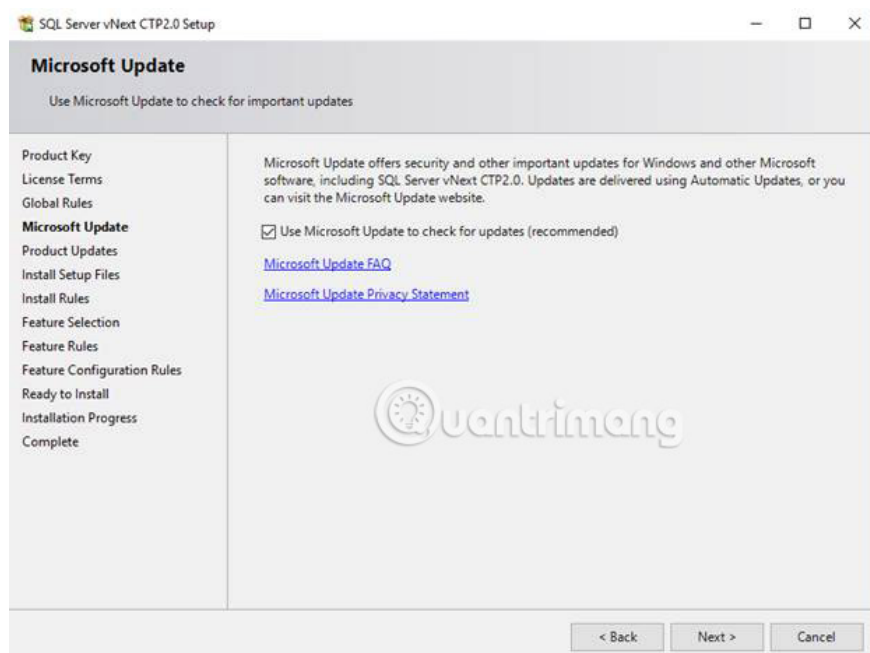 SQL Server vNext CTP2.0 Setup
Microsoft Update
Use Microsoft Update to check for important updates
Product Key
License Terms
Global Rules
Microsoft Update
Product Updates
Install Setup Files
Install Rules
Feature Selection
Feature Rules
Feature Configuration Rules
Ready to Install
Installation Progress
Complete
Microsoft Update offers security and other important updates for Windows and other Microsoft
software, including SQL Server vNext CTP2.0. Updates are delivered using Automatic Updates, or you
can visit the Microsoft Update website.
Use Microsoft Update to check for updates (recommended)
Microsoft Update FAQ
Microsoft Update Privacy Statement
Quantrimang
< Back
Next >
Cancel